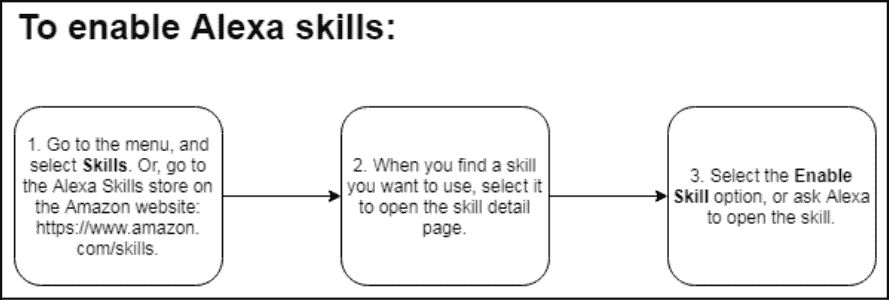 To enable Alexa skills:
1. Go to the menu, and
select Skills. Or, go to
the Alexa Skills store on
the Amazon website:
https://www.amazon.
com/skills.
2. When you find a skill
you want to use, select it
to open the skill detail
page.
3. Select the Enable
Skill option, or ask Alexa
to open the skill.